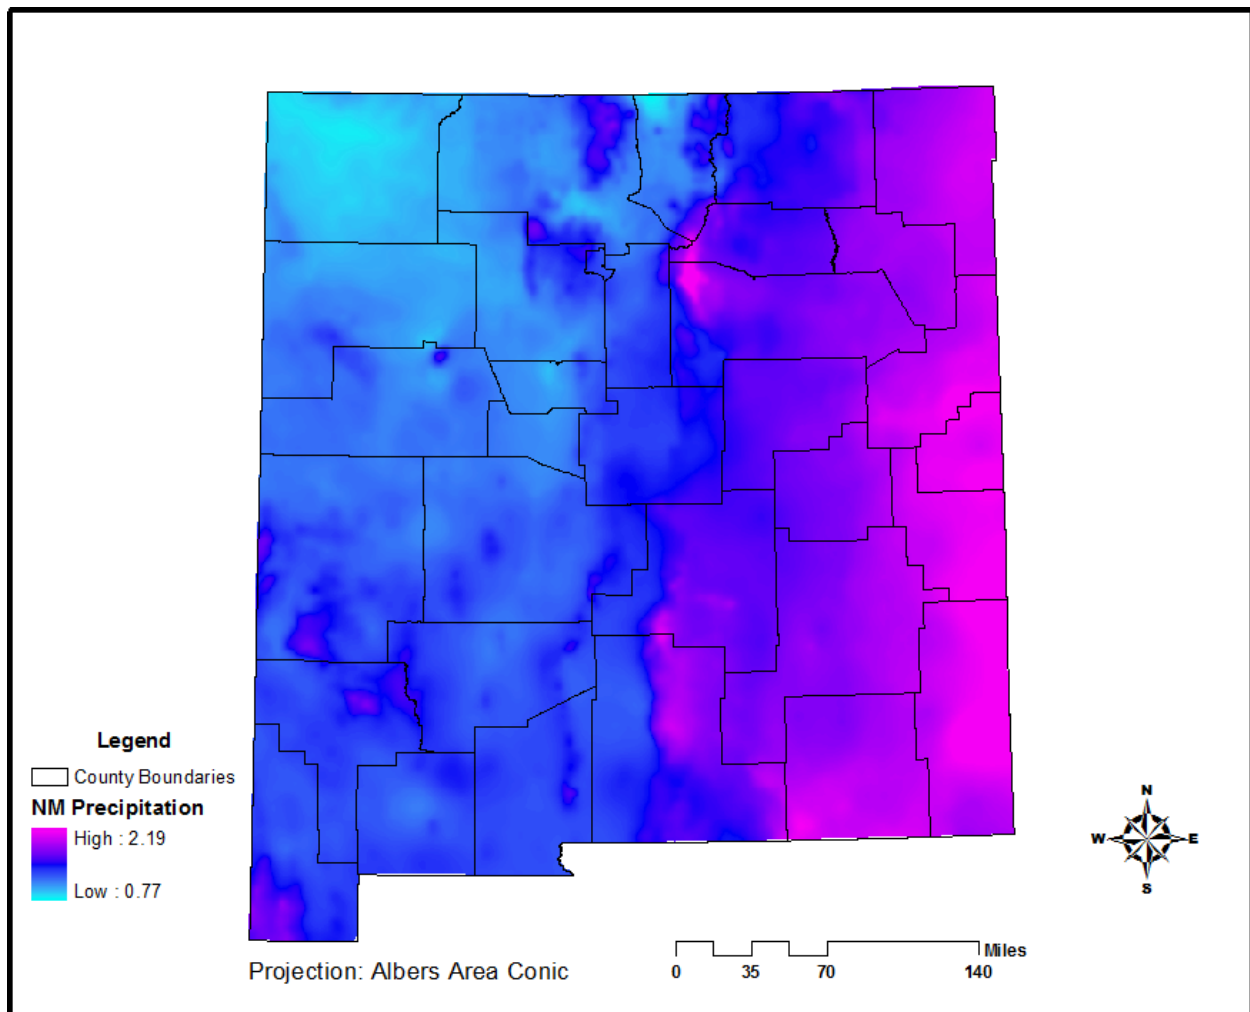 Legend
County Boundaries
NM Precipitation
High : 2.19
Low : 0.77
N
W E
S
Miles
0 35 70 140
Projection: Albers Area Conic